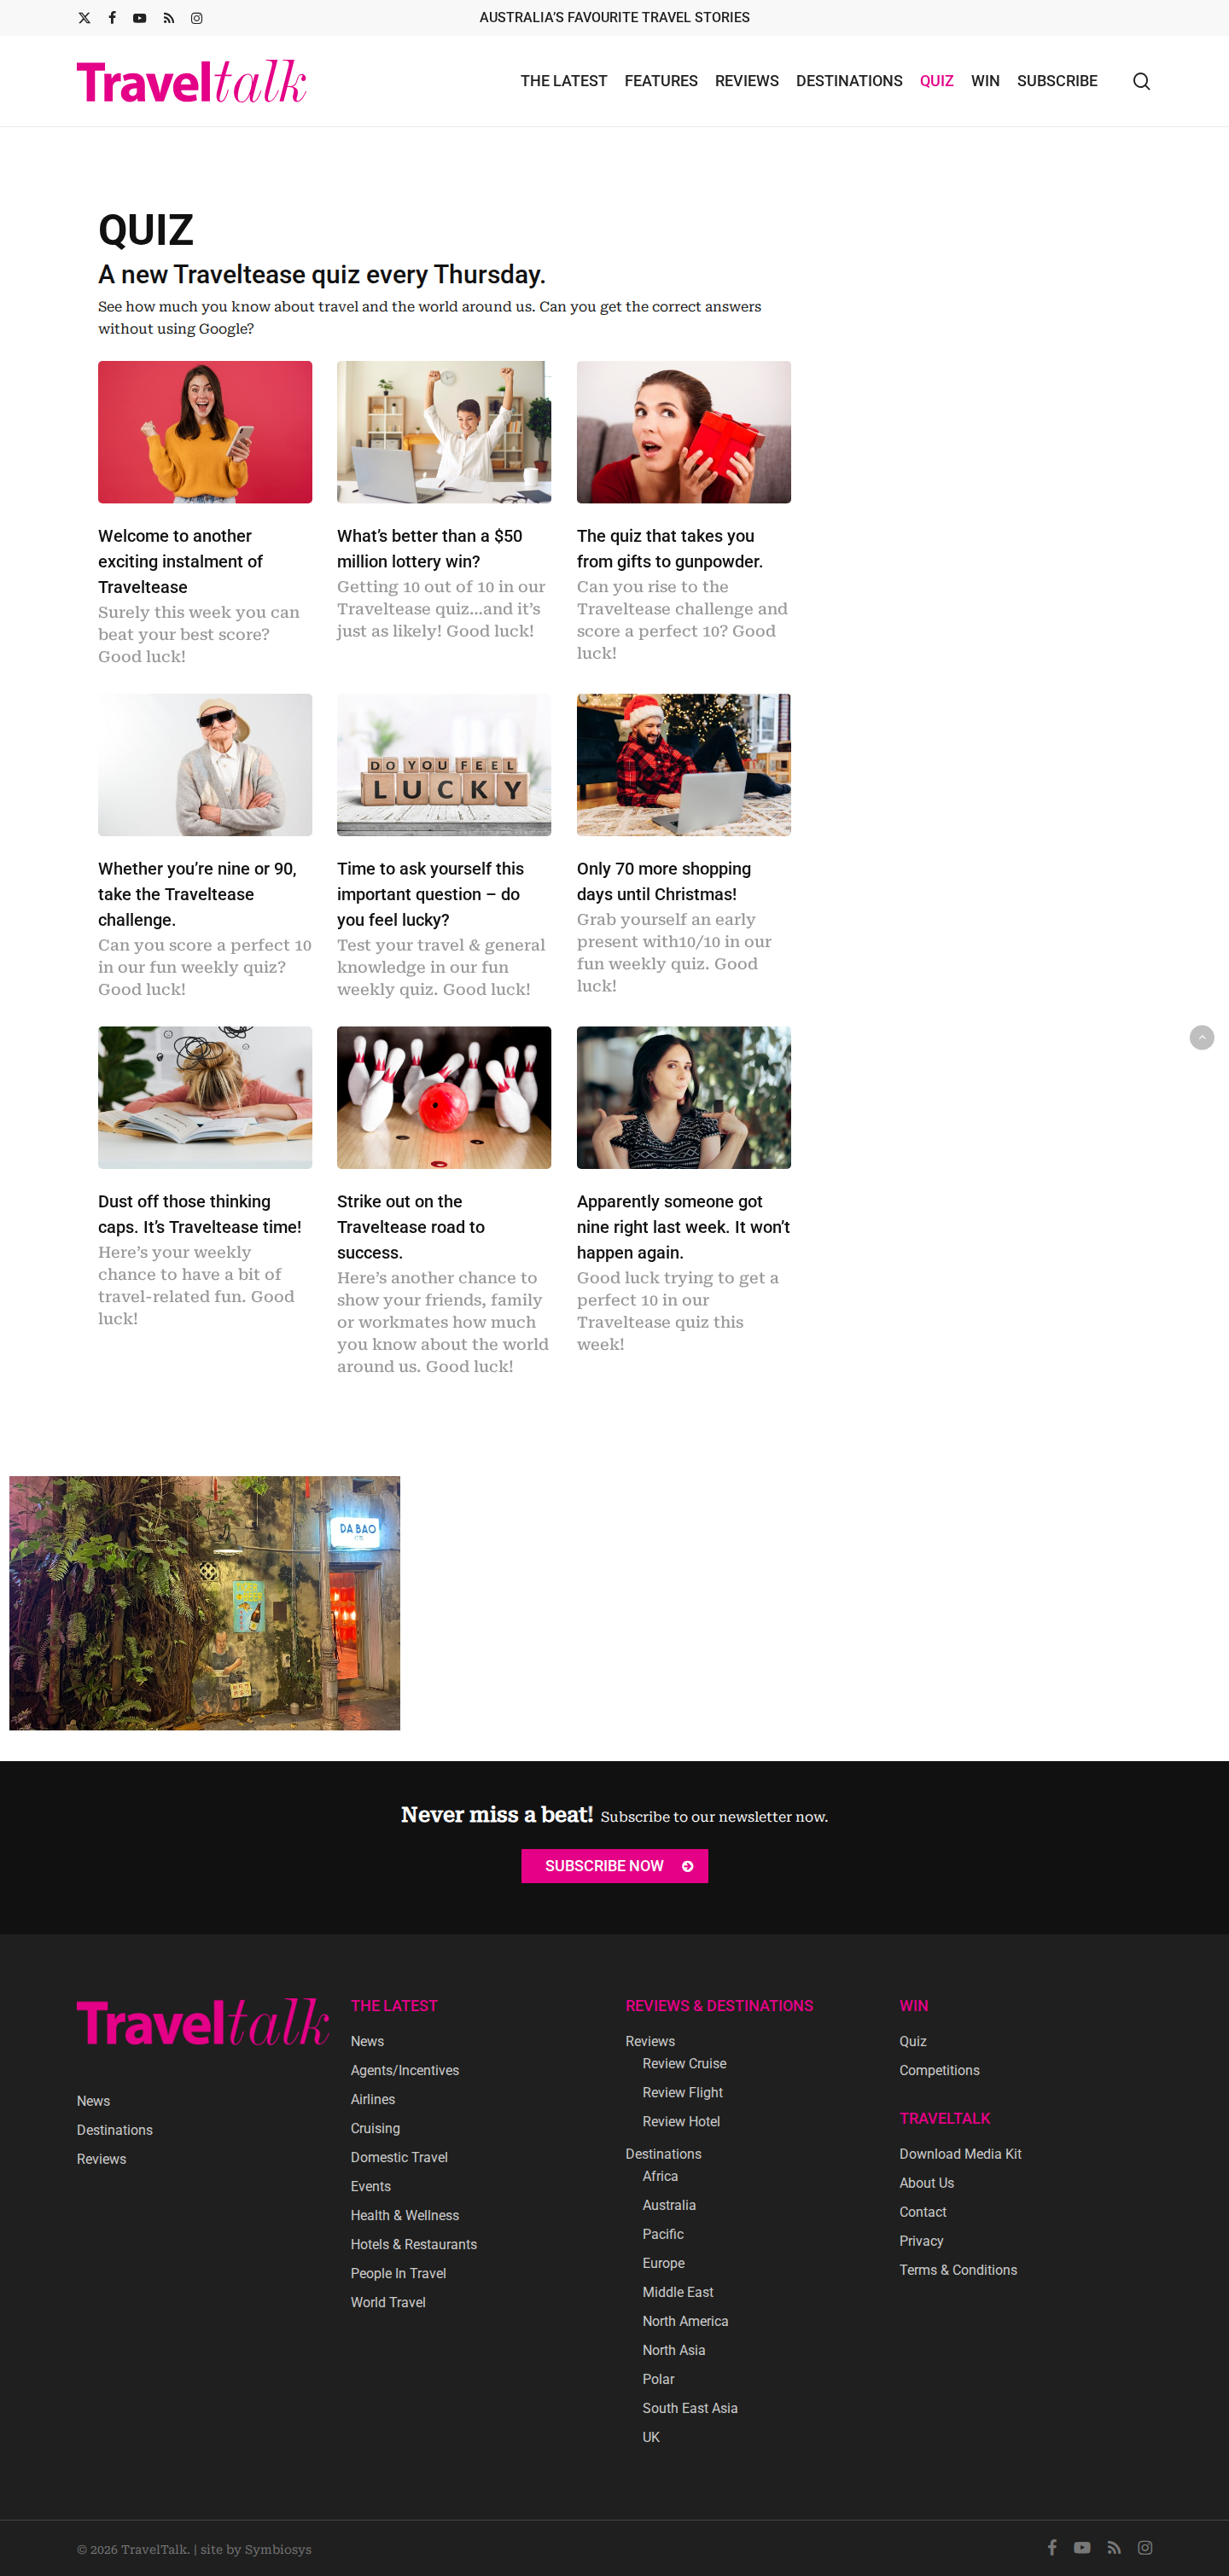 AUSTRALIA'S FAVOURITE TRAVEL STORIES
Traveltalk
THE LATEST FEATURES REVIEWS DESTINATIONS QUIZ WIN SUBSCRIBE
QUIZ
A new Traveltease quiz every Thursday.
See how much you know about travel and the world around us. Can you get the correct answers
without using Google?
Welcome to another
exciting instalment of
Traveltease
Surely this week you can
beat your best score?
Good luck!
What's better than a $50
million lottery win?
Getting 10 out of 10 in our
Traveltease quiz...and it's
just as likely! Good luck!
The quiz that takes you
from gifts to gunpowder.
Can you rise to the
Traveltease challenge and
score a perfect 10? Good
luck!
Whether you're nine or 90,
take the Traveltease
challenge.
Can you score a perfect 10
in our fun weekly quiz?
Good luck!
DO YOU FEEL
LUCKY
Time to ask yourself this
important question – do
you feel lucky?
Test your travel & general
knowledge in our fun
weekly quiz. Good luck!
Only 70 more shopping
days until Christmas!
Grab yourself an early
present with10/10 in our
fun weekly quiz. Good
luck!
Dust off those thinking
caps. It's Traveltease time!
Here's your weekly
chance to have a bit of
travel-related fun. Good
luck!
Strike out on the
Traveltease road to
success.
Here's another chance to
show your friends, family
or workmates how much
you know about the world
around us. Good luck!
Apparently someone got
nine right last week. It won't
happen again.
Good luck trying to get a
perfect 10 in our
Traveltease quiz this
week!
DA BAO
Never miss a beat! Subscribe to our newsletter now.
SUBSCRIBE NOW
Traveltalk
News
Destinations
Reviews
THE LATEST
News
Agents/Incentives
Airlines
Cruising
Domestic Travel
Events
Health & Wellness
Hotels & Restaurants
People In Travel
World Travel
REVIEWS & DESTINATIONS
Reviews
Review Cruise
Review Flight
Review Hotel
Destinations
Africa
Australia
Pacific
Europe
Middle East
North America
North Asia
Polar
South East Asia
UK
WIN
Quiz
Competitions
TRAVELTALK
Download Media Kit
About Us
Contact
Privacy
Terms & Conditions
© 2026 TravelTalk. | site by Symbiosys